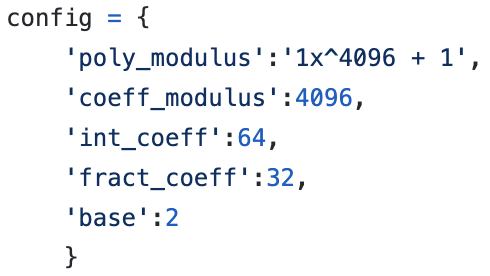 config = {
    'poly_modulus':'1x^4096 + 1',
    'coeff_modulus':4096,
    'int_coeff':64,
    'fract_coeff':32,
    'base':2
    }